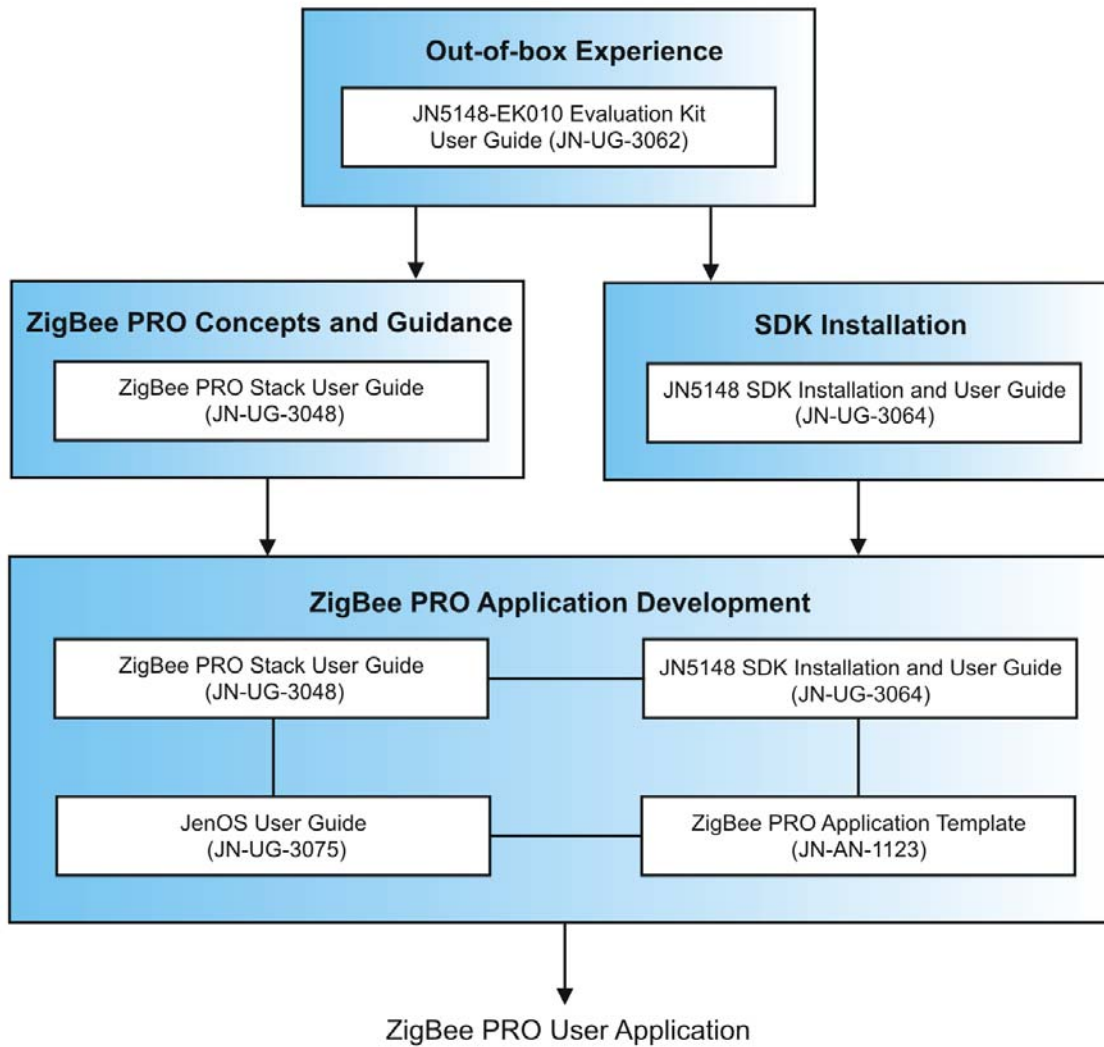 Out-of-box Experience
JN5148-EK010 Evaluation Kit
User Guide (JN-UG-3062)
ZigBee PRO Concepts and Guidance
ZigBee PRO Stack User Guide
(JN-UG-3048)
SDK Installation
JN5148 SDK Installation and User Guide
(JN-UG-3064)
ZigBee PRO Application Development
ZigBee PRO Stack User Guide
(JN-UG-3048)
JN5148 SDK Installation and User Guide
(JN-UG-3064)
JenOS User Guide
(JN-UG-3075)
ZigBee PRO Application Template
(JN-AN-1123)
ZigBee PRO User Application